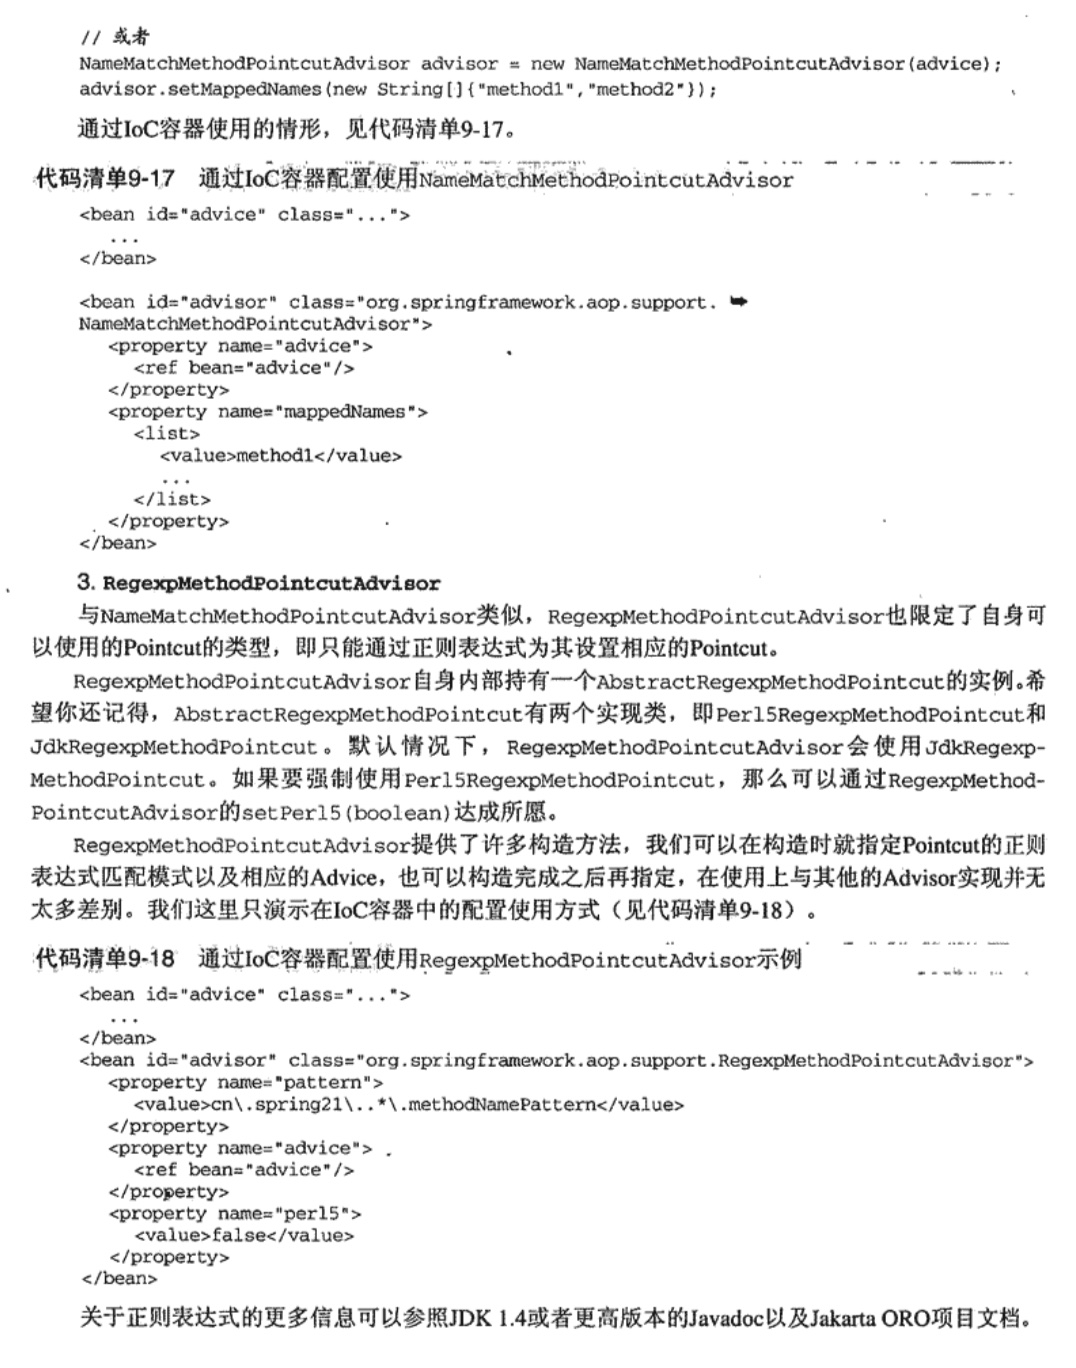 // 或者
NameMatchMethodPointcutAdvisor advisor = new NameMatchMethodPointcutAdvisor(advice);
advisor.setMappedNames(new String[]{"method1","method2"});
通过IoC容器使用的情形，见代码清单9-17。
代码清单9-17 通过IoC容器配置使用NameMatchMethodPointcutAdvisor
<bean id="advice" class="...">
...
</bean>
<bean id="advisor" class="org.springframework.aop.support. ➥
NameMatchMethodPointcutAdvisor">
<property name="advice">
<ref bean="advice"/>
</property>
<property name="mappedNames">
<list>
<value>method1</value>
...
</list>
</property>
</bean>
3. RegexpMethodPointcutAdvisor
与NameMatchMethodPointcutAdvisor类似，RegexpMethodPointcutAdvisor也限定了自身可
以使用的Pointcut的类型，即只能通过正则表达式为其设置相应的Pointcut。
RegexpMethodPointcutAdvisor自身内部持有一个AbstractRegexpMethodPointcut的实例。希
望你还记得，AbstractRegexpMethodPointcut有两个实现类，即Perl5RegexpMethodPointcut和
JdkRegexpMethodPointcut。默认情况下，RegexpMethodPointcutAdvisor会使用JdkRegexp-
MethodPointcut。如果要强制使用Perl5RegexpMethodPointcut，那么可以通过RegexpMethod-
PointcutAdvisor的setPerl5(boolean)达成所愿。
RegexpMethodPointcutAdvisor提供了许多构造方法，我们可以在构造时就指定Pointcut的正则
表达式匹配模式以及相应的Advice，也可以构造完成之后再指定，在使用上与其他的Advisor实现并无
太多差别。我们这里只演示在IoC容器中的配置使用方式（见代码清单9-18）。
代码清单9-18 通过IoC容器配置使用RegexpMethodPointcutAdvisor示例
<bean id="advice" class="...">
...
</bean>
<bean id="advisor" class="org.springframework.aop.support.RegexpMethodPointcutAdvisor">
<property name="pattern">
<value>cn\.spring21\..*\.methodNamePattern</value>
</property>
<property name="advice">
<ref bean="advice"/>
</property>
<property name="perl5">
<value>false</value>
</property>
</bean>
关于正则表达式的更多信息可以参照JDK 1.4或者更高版本的Javadoc以及Jakarta ORO项目文档。